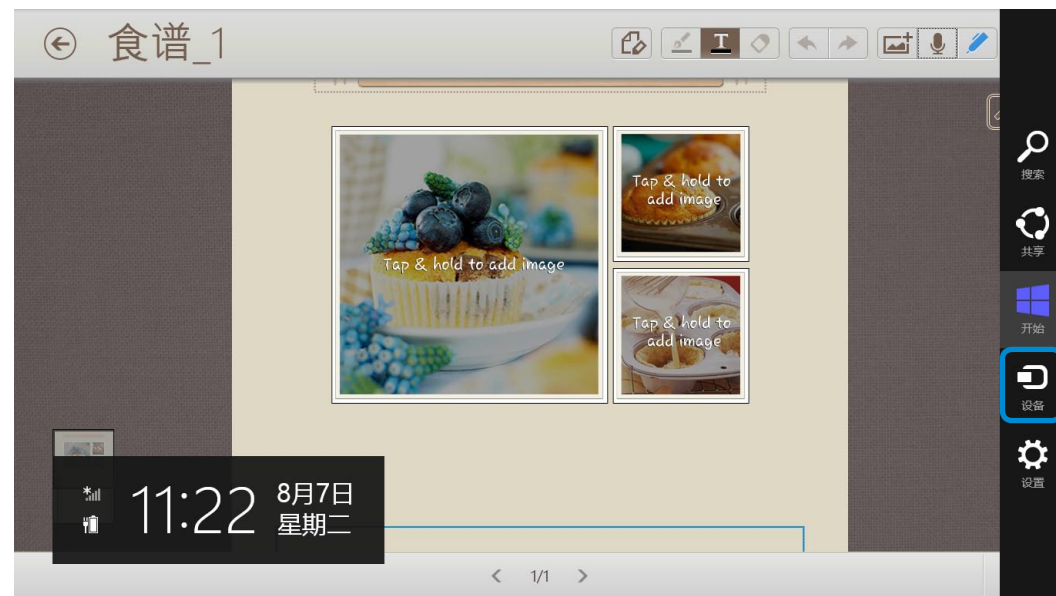 食谱_1
T
搜索
Tap & hold to
add image
共享
Tap & hold to add image
开始
Tap & hold to
add image
设备
设置
11:22
8月7日
星期二
1/1